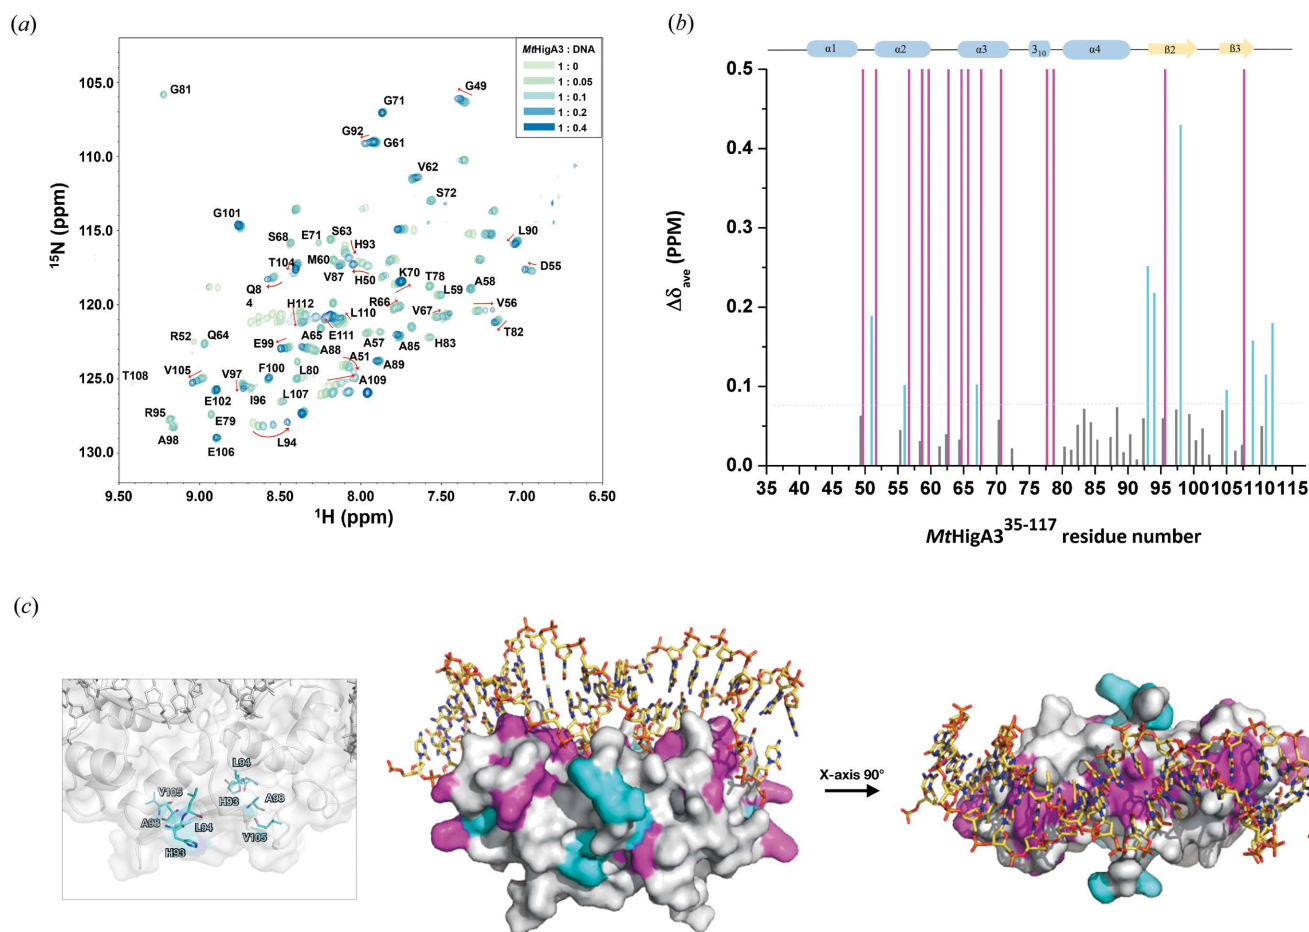 (a)
MtHigA3 : DNA
1 : 0
1 : 0.05
1 : 0.1
1 : 0.2
1 : 0.4
105.0
110.0
115.0
120.0
125.0
130.0
15N (ppm)
G81
G71
G49
G92
G61
V62
S72
G101
S68
E71
S63
H93
L90
T104
M60
V87
H50
K70
T78
A58
D55
Q8
4
L59
H112
R66
V67
V56
L110
T82
R52
Q64
E99
A65
E111
A57
A85
H83
A88
A51
A89
V105
V97
F100
L80
T108
I96
A109
E102
L107
R95
E79
A98
L94
E106
9.50
9.00
8.50
8.00
7.50
7.00
6.50
1H (ppm)
(b)
α1
α2
α3
3₁₀
α4
β2
β3
0.5
0.4
0.3
0.2
0.1
0.0
Δδave (PPM)
35 40 45 50 55 60 65 70 75 80 85 90 95 100 105 110 115
MtHigA3³⁵⁻¹¹⁷ residue number
(c)
L94
V105
H93
A98
A98
L94
V105
H93
X-axis 90°